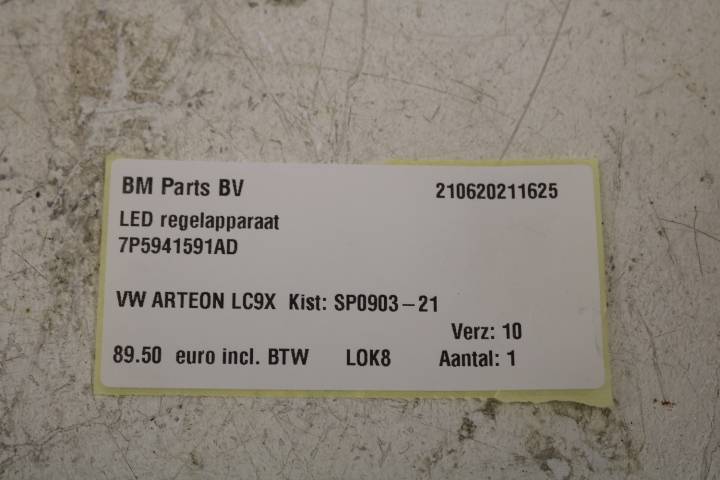 BM Parts BV 210620211625
LED regelapparaat
7P5941591AD
VW ARTEON LC9X Kist: SP0903-21
Verz: 10
89.50 euro incl. BTW LOK8 Aantal: 1